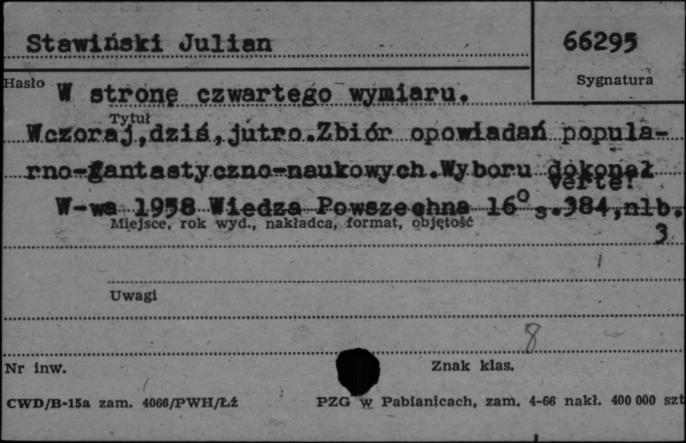 Stawiński Julian
66295
Hasło
Sygnatura
W stronę czwartego wymiaru.
Tytuł
Wczoraj,dziś,jutro.Zbiór opowiadań popula-
rno-fantastyczno-naukowych.Wyboru dokonał
verte!
W-wa 1958 Wiedza Powszechna 16° s.384,nlb.
3
Miejsce, rok wyd., nakładca, format, objętość
Uwagi
8
Nr inw.
Znak klas.
CWD/B-15a zam. 4066/PWH/Łż
PZG w Pabianicach, zam. 4-66 nakł. 400 000 szt